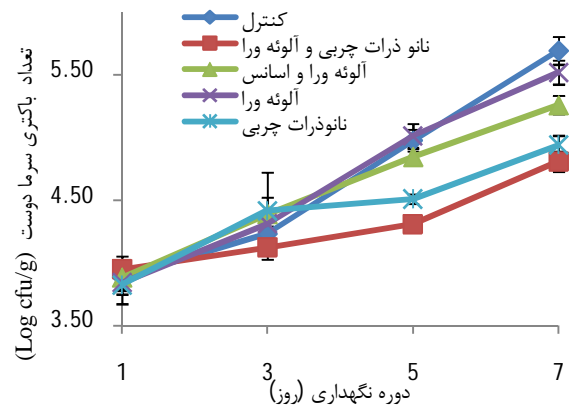 کنترل
نانو ذرات چربی و آلوئه ورا
آلوئه ورا و اسانس
آلوئه ورا
نانوذرات چربی
تعداد باکتری سرما دوست (Log cfu/g)
5.50
4.50
3.50
1 3 5 7
دوره نگهداری (روز)